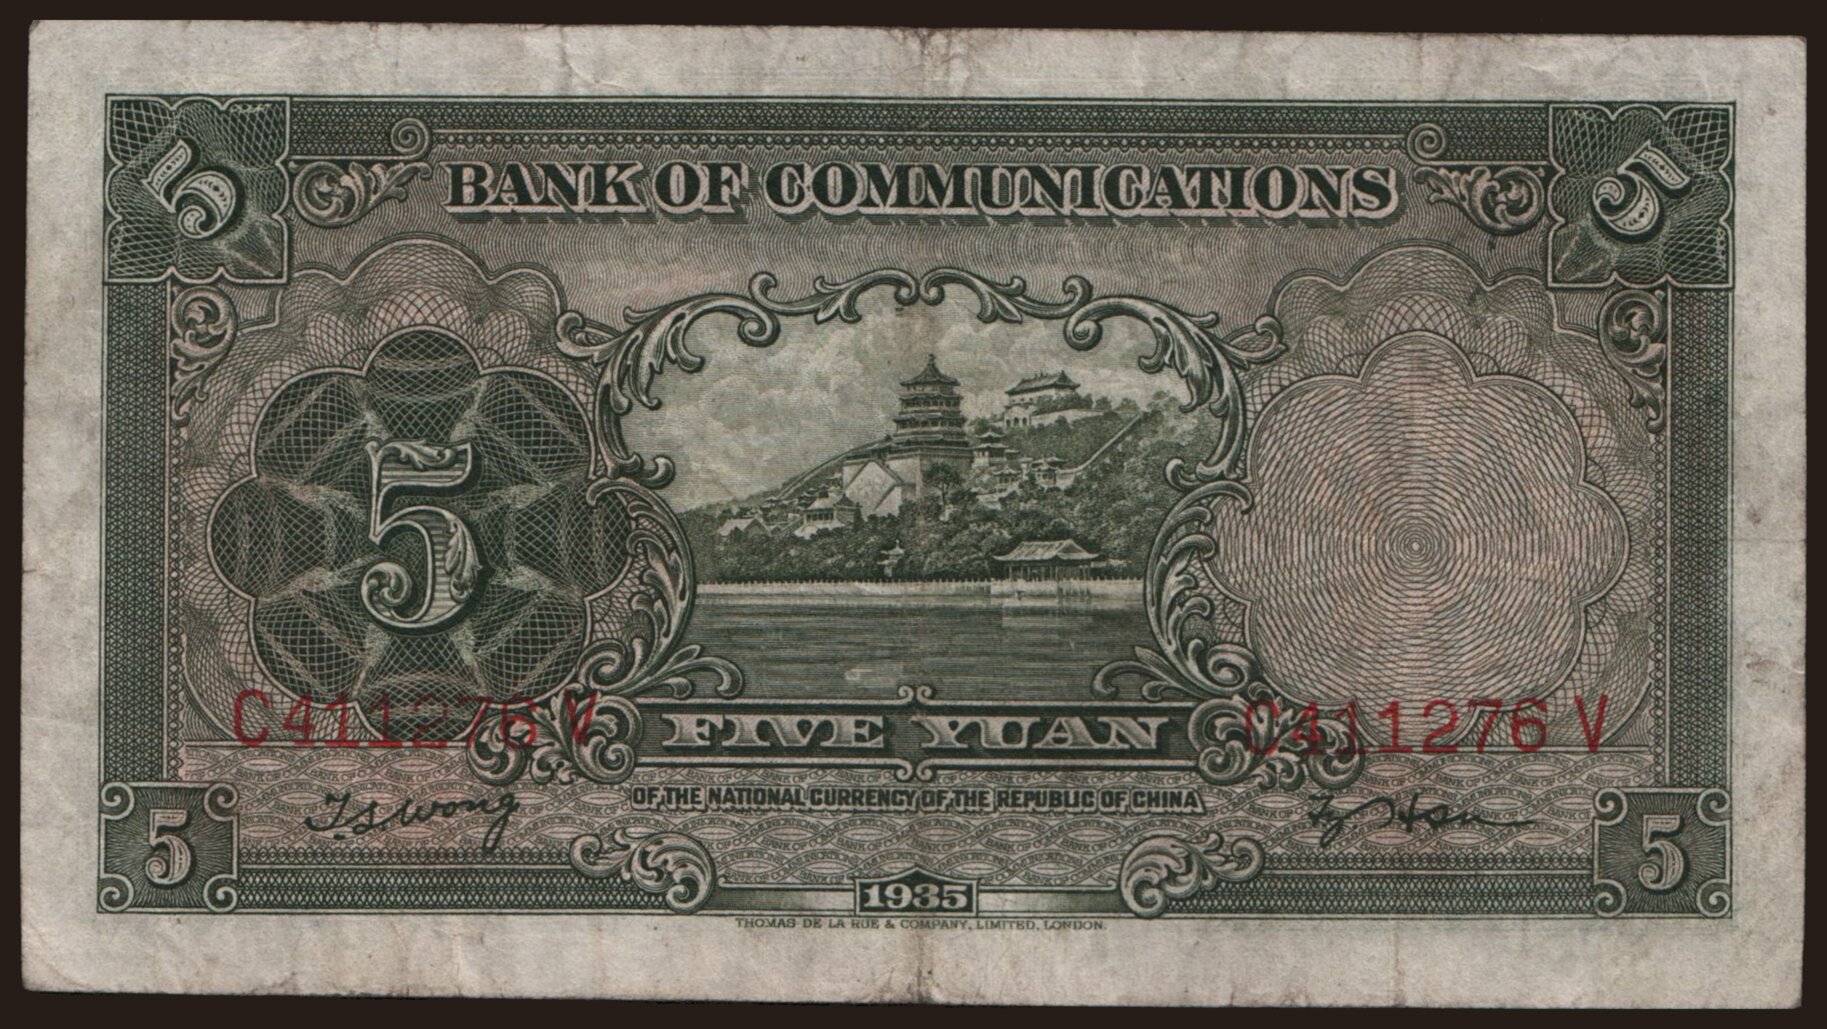 5 5
BANK OF COMMUNICATIONS
5
C411276 V C411276 V
FIVE YUAN
OF THE NATIONAL CURRENCY OF THE REPUBLIC OF CHINA
T.S. Wong
5 5
1935
THOMAS DE LA RUE & COMPANY, LIMITED, LONDON.